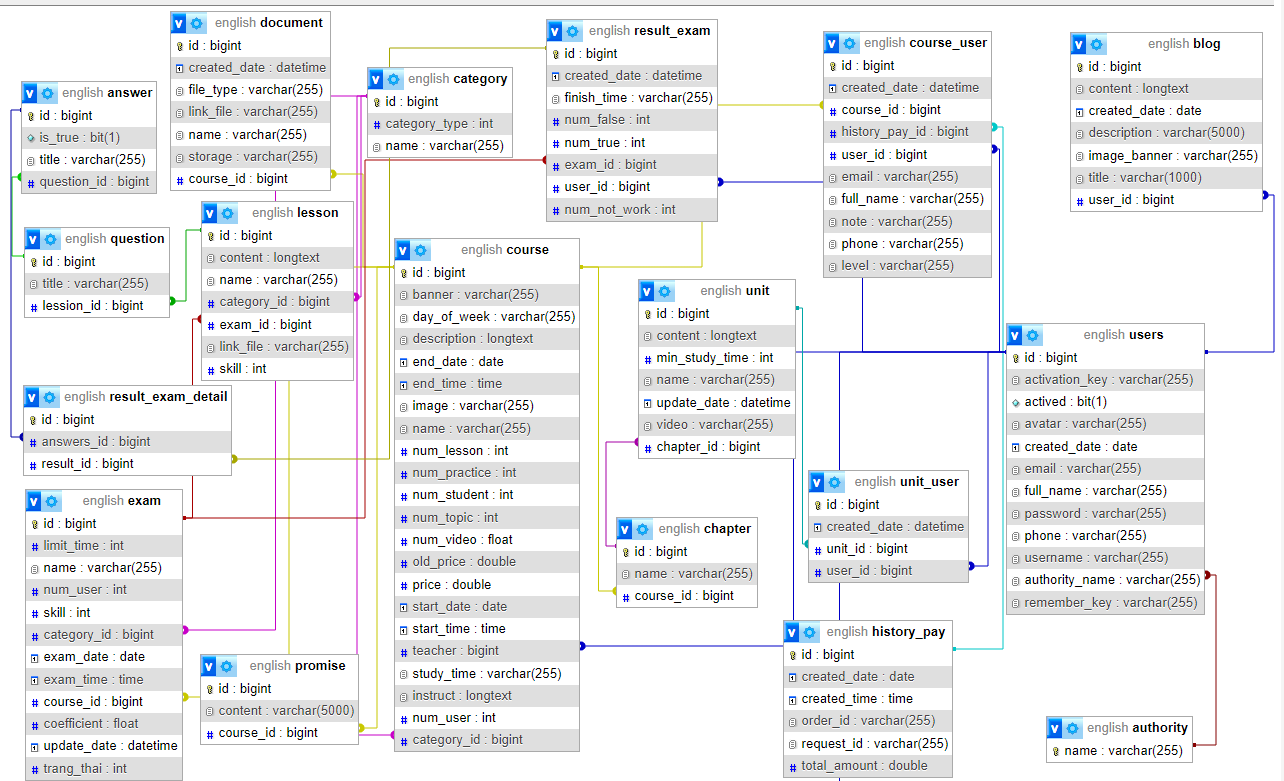 english document
id : bigint
created_date : datetime
file_type : varchar(255)
link_file : varchar(255)
name : varchar(255)
storage : varchar(255)
course_id : bigint
english category
id : bigint
category_type : int
name : varchar(255)
english result_exam
id : bigint
created_date : datetime
finish_time : varchar(255)
num_false : int
num_true : int
exam_id : bigint
user_id : bigint
num_not_work : int
english course_user
id : bigint
created_date : datetime
course_id : bigint
history_pay_id : bigint
user_id : bigint
email : varchar(255)
full_name : varchar(255)
note : varchar(255)
phone : varchar(255)
level : varchar(255)
english blog
id : bigint
content : longtext
created_date : date
description : varchar(5000)
image_banner : varchar(255)
title : varchar(1000)
user_id : bigint
english answer
id : bigint
is_true : bit(1)
title : varchar(255)
question_id : bigint
english lesson
id : bigint
content : longtext
name : varchar(255)
category_id : bigint
exam_id : bigint
link_file : varchar(255)
skill : int
english question
id : bigint
title : varchar(255)
lession_id : bigint
english course
id : bigint
banner : varchar(255)
day_of_week : varchar(255)
description : longtext
end_date : date
end_time : time
image : varchar(255)
name : varchar(255)
num_lesson : int
num_practice : int
num_student : int
num_topic : int
num_video : float
old_price : double
price : double
start_date : date
start_time : time
teacher : bigint
study_time : varchar(255)
instruct : longtext
num_user : int
category_id : bigint
english unit
id : bigint
content : longtext
min_study_time : int
name : varchar(255)
update_date : datetime
video : varchar(255)
chapter_id : bigint
english users
id : bigint
activation_key : varchar(255)
actived : bit(1)
avatar : varchar(255)
created_date : date
email : varchar(255)
full_name : varchar(255)
password : varchar(255)
phone : varchar(255)
username : varchar(255)
authority_name : varchar(255)
remember_key : varchar(255)
english result_exam_detail
id : bigint
answers_id : bigint
result_id : bigint
english unit_user
id : bigint
created_date : datetime
unit_id : bigint
user_id : bigint
english exam
id : bigint
limit_time : int
name : varchar(255)
num_user : int
skill : int
category_id : bigint
exam_date : date
exam_time : time
course_id : bigint
coefficient : float
update_date : datetime
trang_thai : int
english chapter
id : bigint
name : varchar(255)
course_id : bigint
english promise
id : bigint
content : varchar(5000)
course_id : bigint
english history_pay
id : bigint
created_date : date
created_time : time
order_id : varchar(255)
request_id : varchar(255)
total_amount : double
english authority
name : varchar(255)